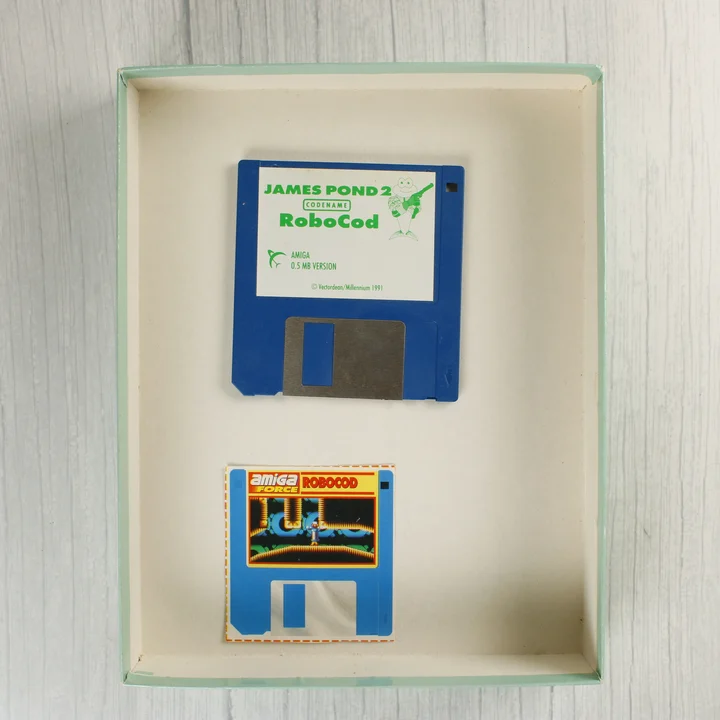 JAMES POND 2
CODENAME
RoboCod
AMIGA
0.5 MB VERSION
© Vectordean/Millennium 1991
amiga
FORCE
ROBOCOD